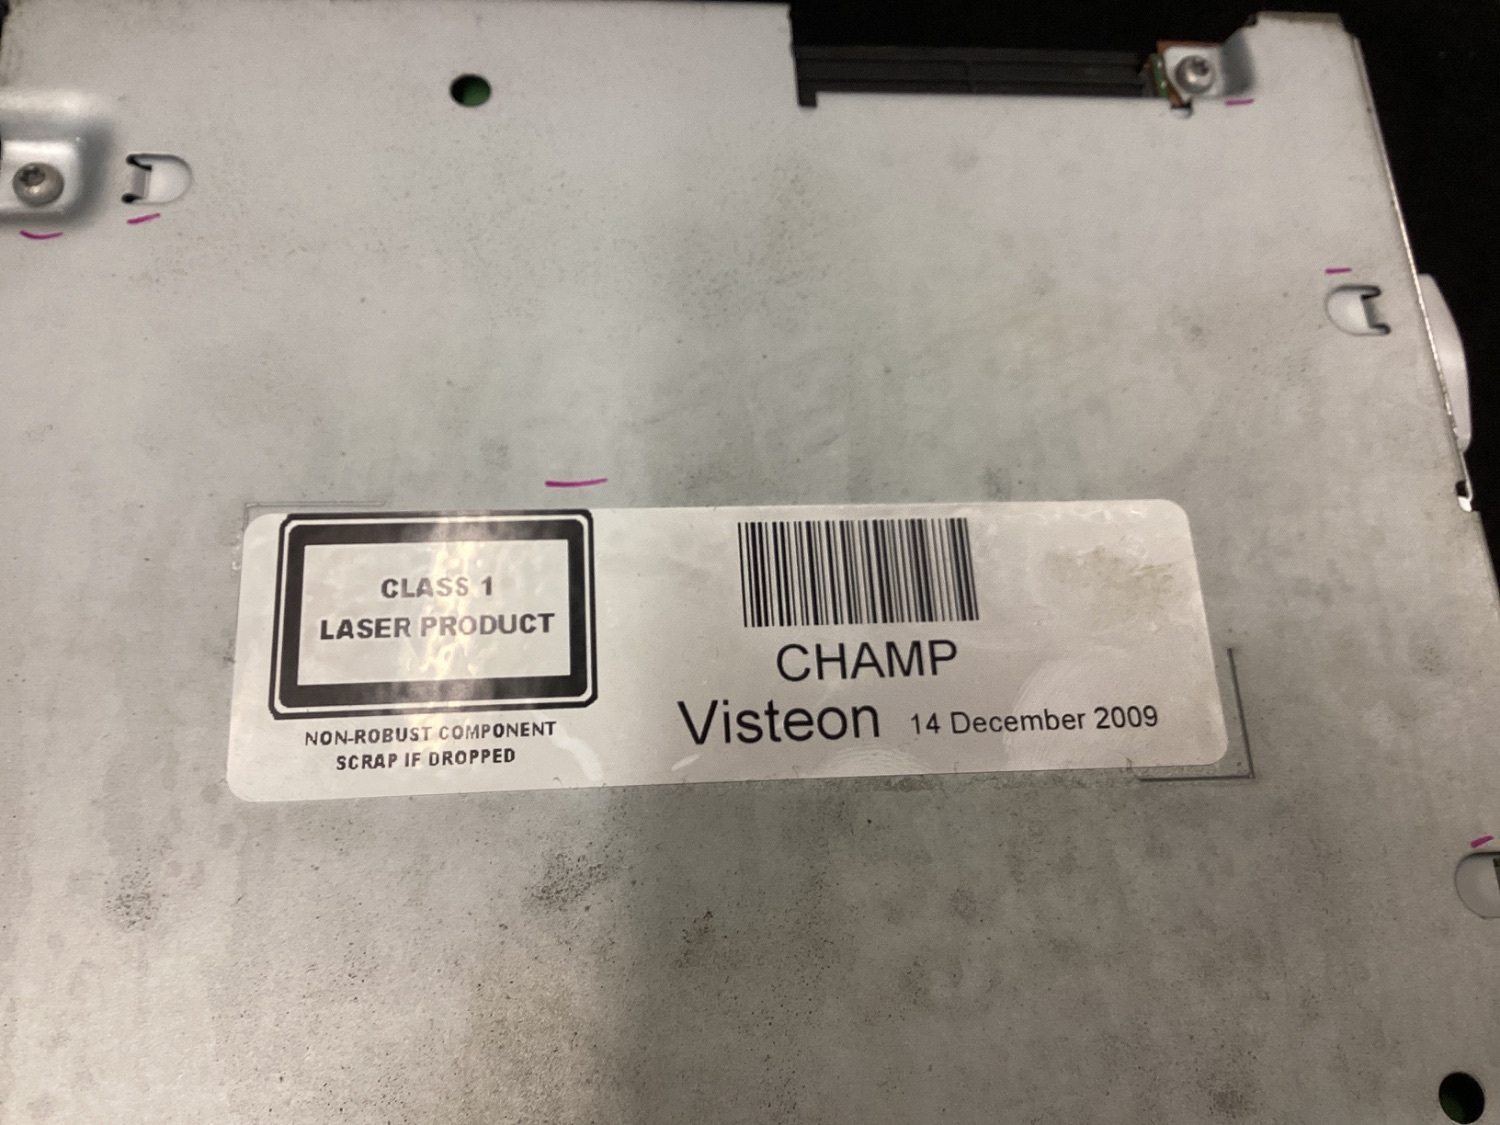 CLASS 1
LASER PRODUCT
NON-ROBUST COMPONENT
SCRAP IF DROPPED
CHAMP
Visteon 14 December 2009